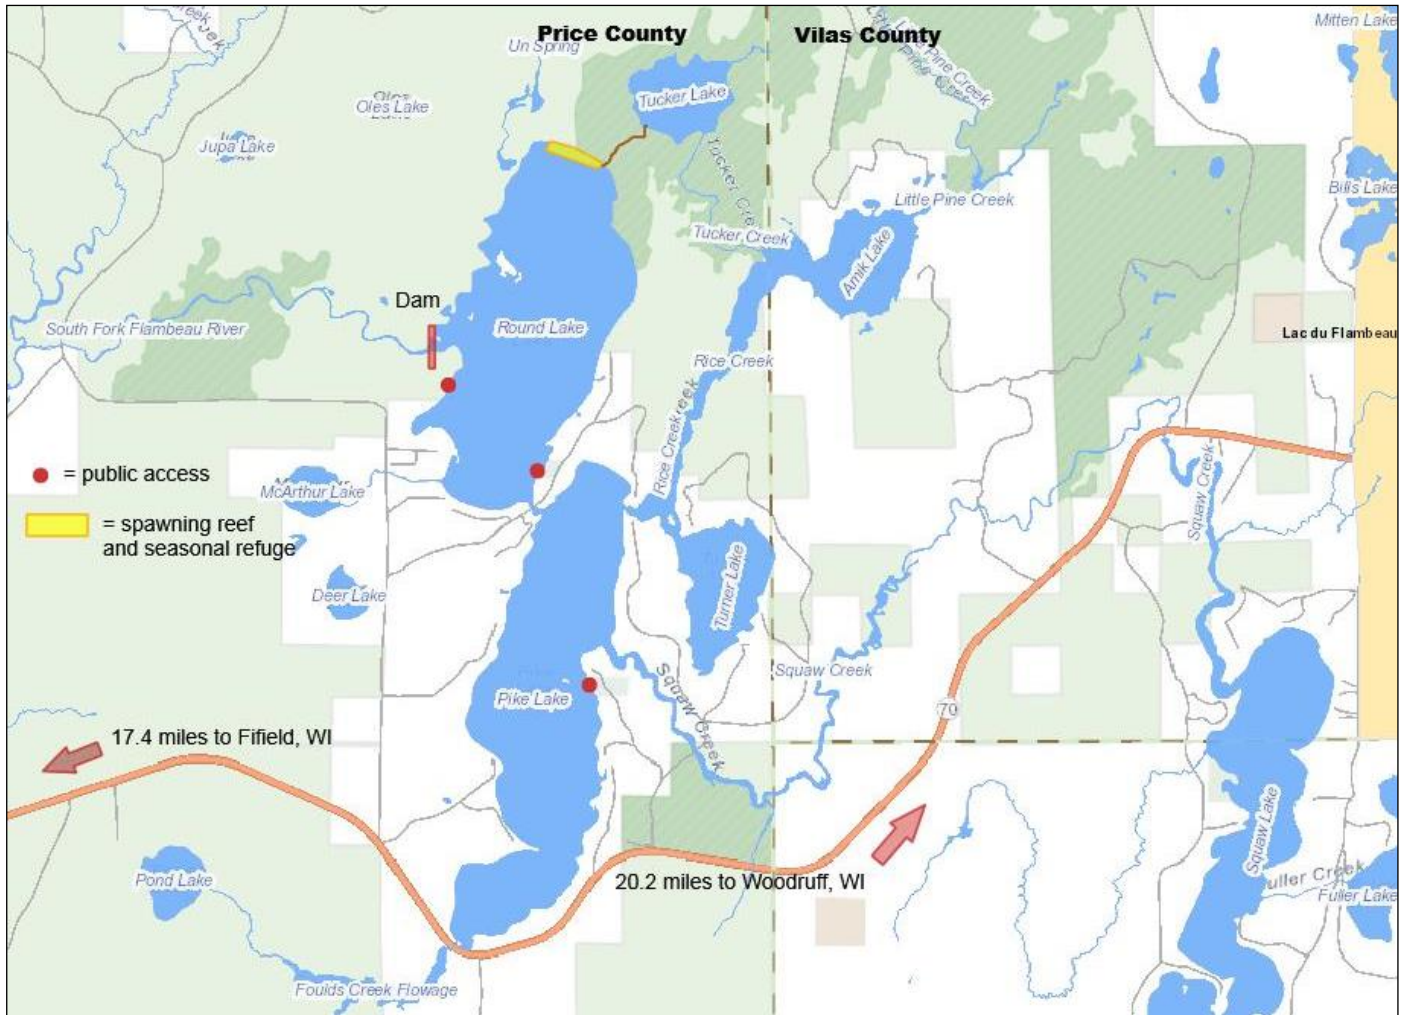 Price County
Vilas County
Mitten Lake
Un Spring
Little Pine Creek
Tucker Lake
Oles Lake
Jupa Lake
Tucker Creek
Bills Lake
Little Pine Creek
Tucker Creek
Amik Lake
Dam
South Fork Flambeau River
Round Lake
Lac du Flambeau
Rice Creek
Rice Creek
= public access
McArthur Lake
Squaw Creek
= spawning reef
and seasonal refuge
Turner Lake
Deer Lake
Squaw Creek
Squaw Creek
Pike Lake
70
17.4 miles to Fifield, WI
Squaw Lake
20.2 miles to Woodruff, WI
Pond Lake
Fuller Lake
Foulds Creek Flowage